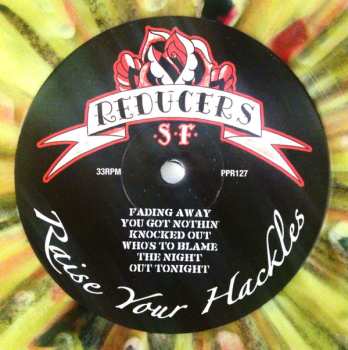 REDUCERS
·S·F·
33RPM PPR127
FADING AWAY
YOU GOT NOTHIN'
KNOCKED OUT
WHO'S TO BLAME
THE NIGHT
OUT TONIGHT
Raise Your Hackles